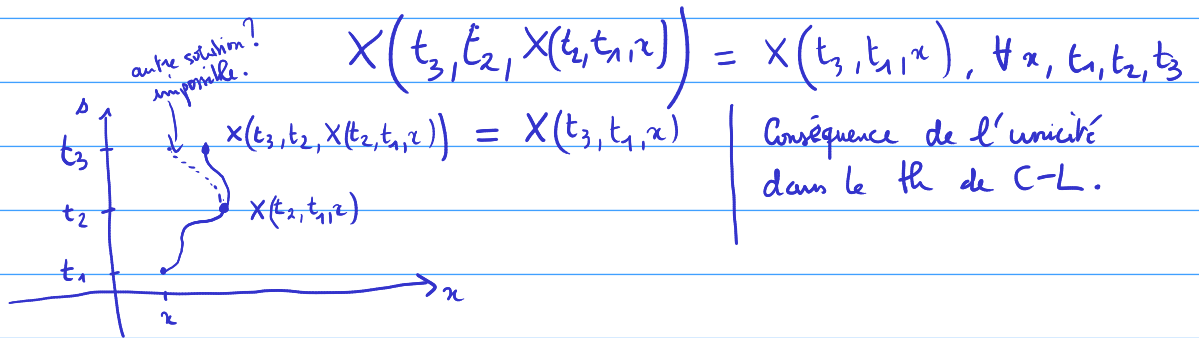 X(t₃, t₂, X(t₂, t₁, x)) = X(t₃, t₁, x), ∀ x, t₁, t₂, t₃
autre solution?
impossible.
s
t₃
X(t₃, t₂, X(t₂, t₁, x)) = X(t₃, t₁, x)
Conséquence de l'unicité
dans le th de C-L.
t₂
X(t₂, t₁, x)
t₁
x
x